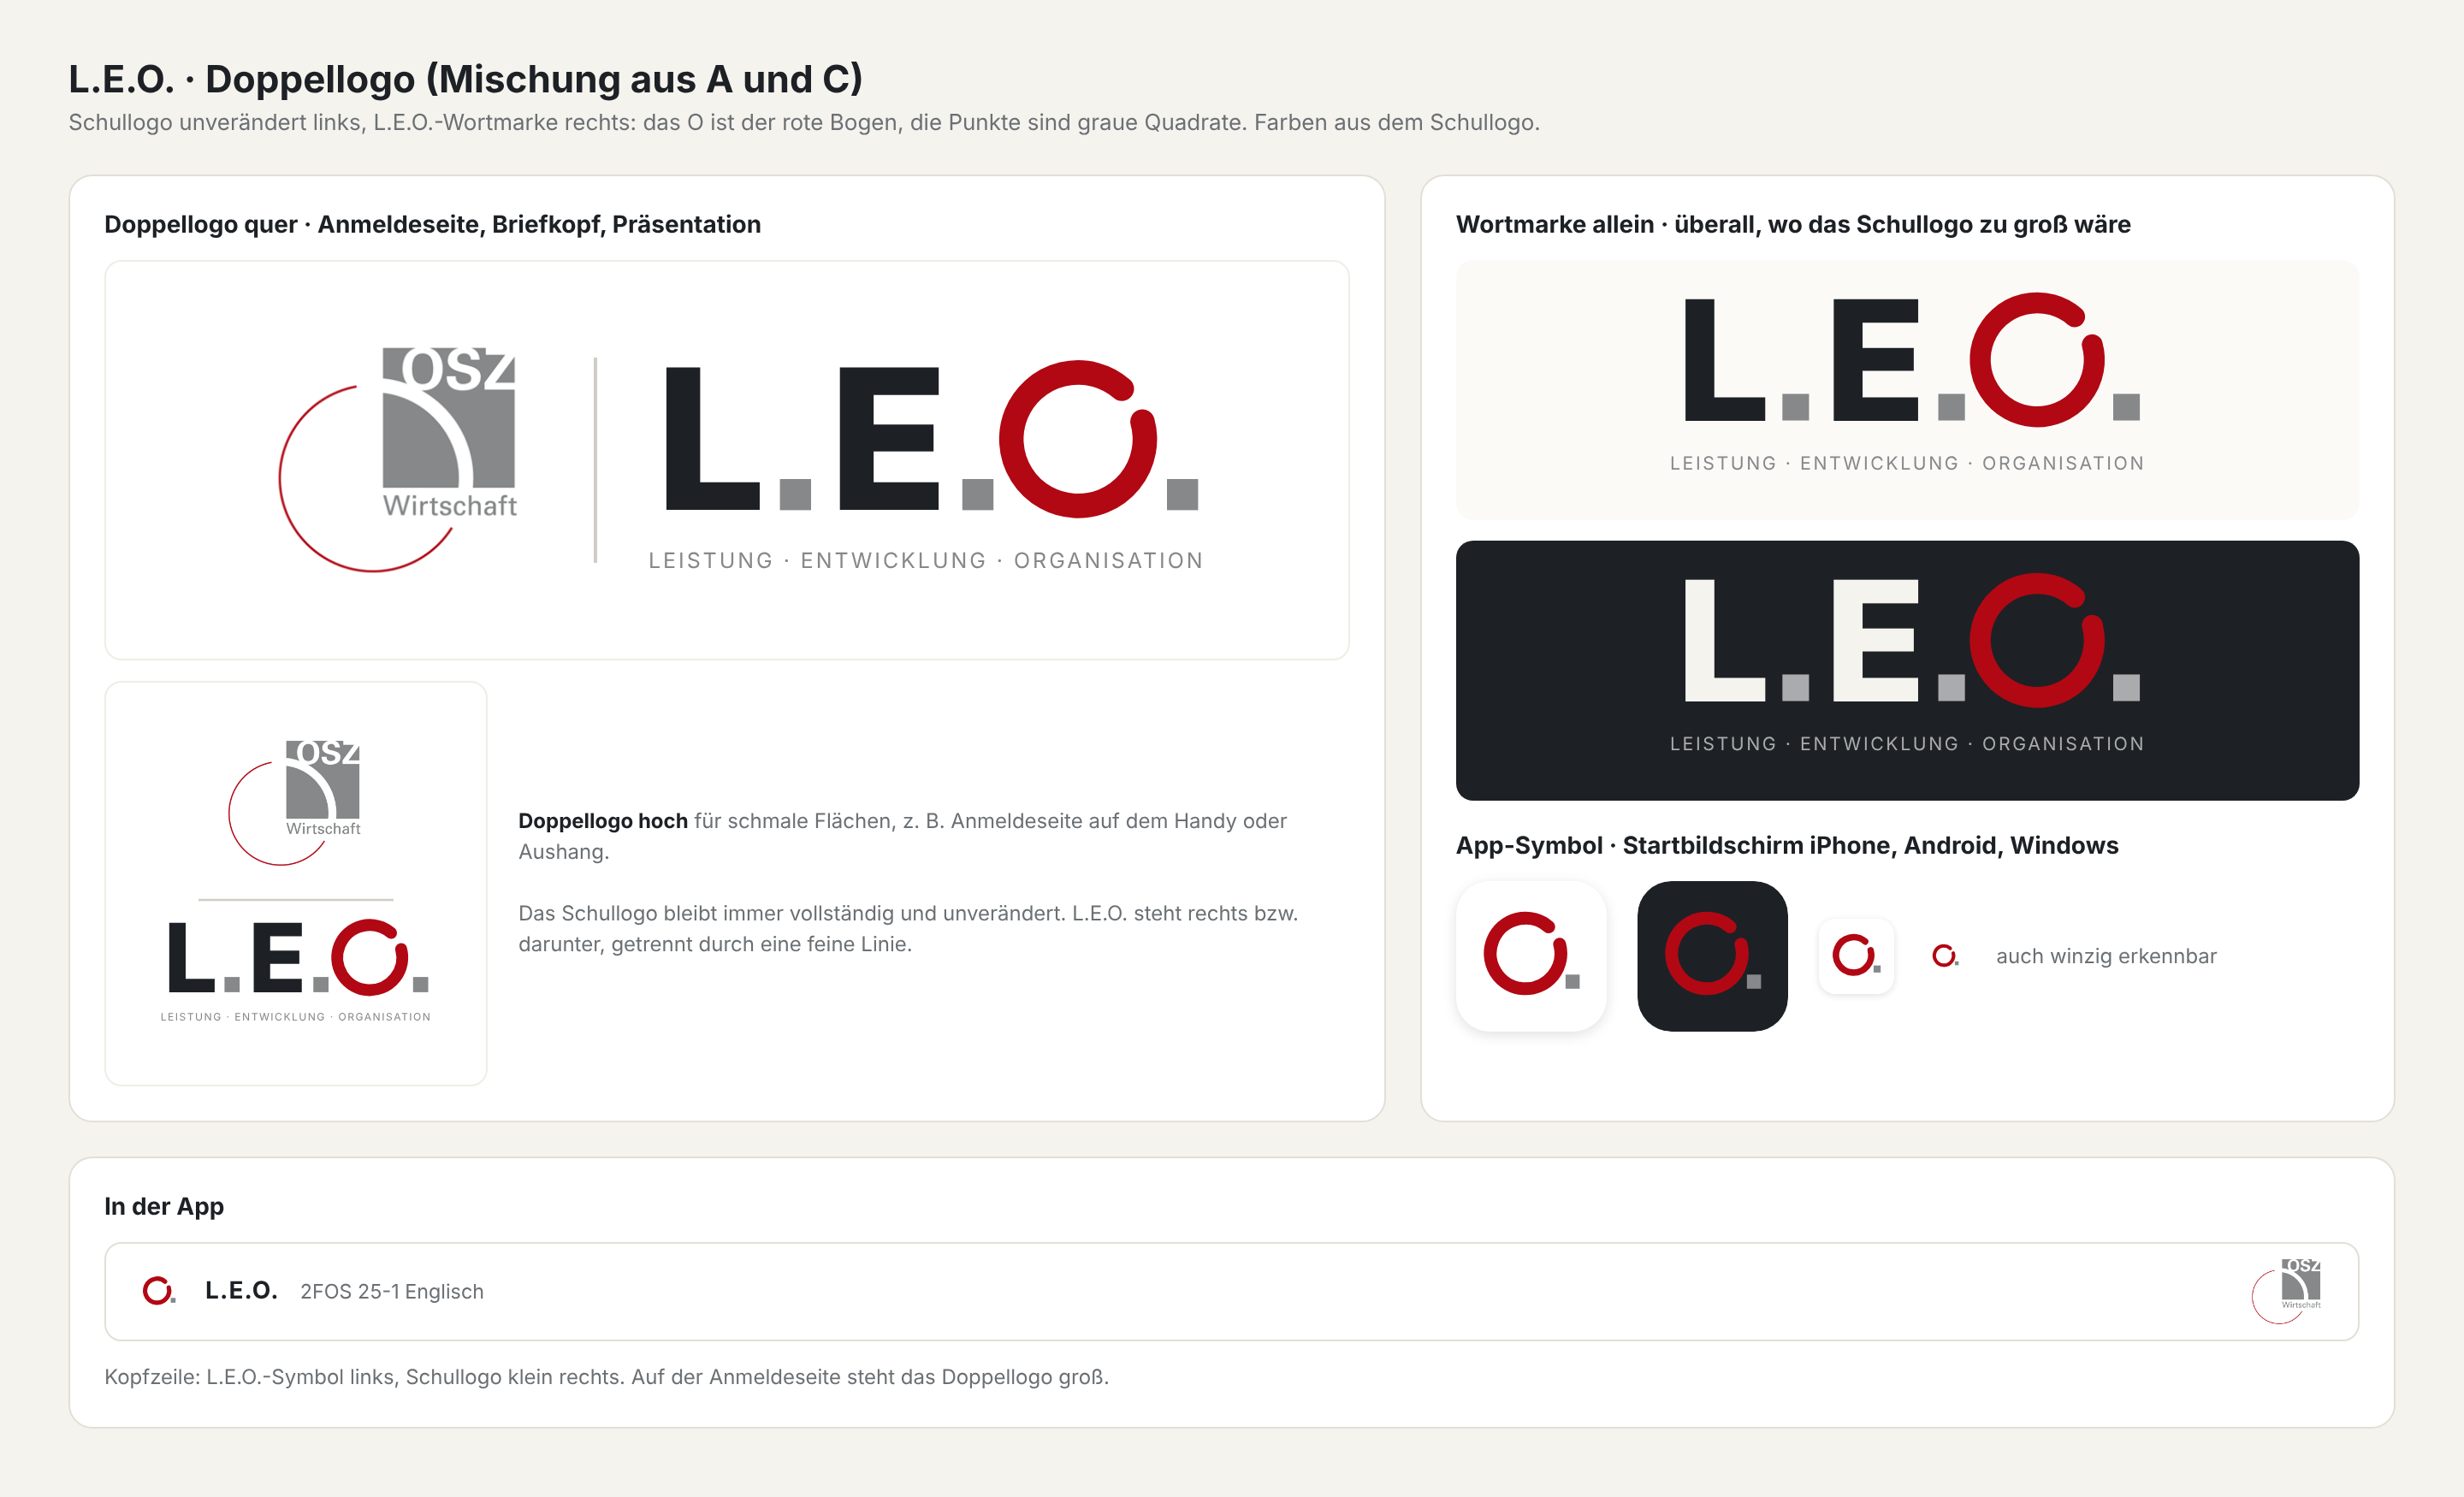 L.E.O. · Doppellogo (Mischung aus A und C)
Schullogo unverändert links, L.E.O.-Wortmarke rechts: das O ist der rote Bogen, die Punkte sind graue Quadrate. Farben aus dem Schullogo.
Doppellogo quer · Anmeldeseite, Briefkopf, Präsentation
OSZ
Wirtschaft
L.E.O.
LEISTUNG · ENTWICKLUNG · ORGANISATION
OSZ
Wirtschaft
L.E.O.
LEISTUNG · ENTWICKLUNG · ORGANISATION
Doppellogo hoch für schmale Flächen, z. B. Anmeldeseite auf dem Handy oder
Aushang.
Das Schullogo bleibt immer vollständig und unverändert. L.E.O. steht rechts bzw.
darunter, getrennt durch eine feine Linie.
Wortmarke allein · überall, wo das Schullogo zu groß wäre
L.E.O.
LEISTUNG · ENTWICKLUNG · ORGANISATION
L.E.O.
LEISTUNG · ENTWICKLUNG · ORGANISATION
App-Symbol · Startbildschirm iPhone, Android, Windows
auch winzig erkennbar
In der App
L.E.O. 2FOS 25-1 Englisch
OSZ
Wirtschaft
Kopfzeile: L.E.O.-Symbol links, Schullogo klein rechts. Auf der Anmeldeseite steht das Doppellogo groß.